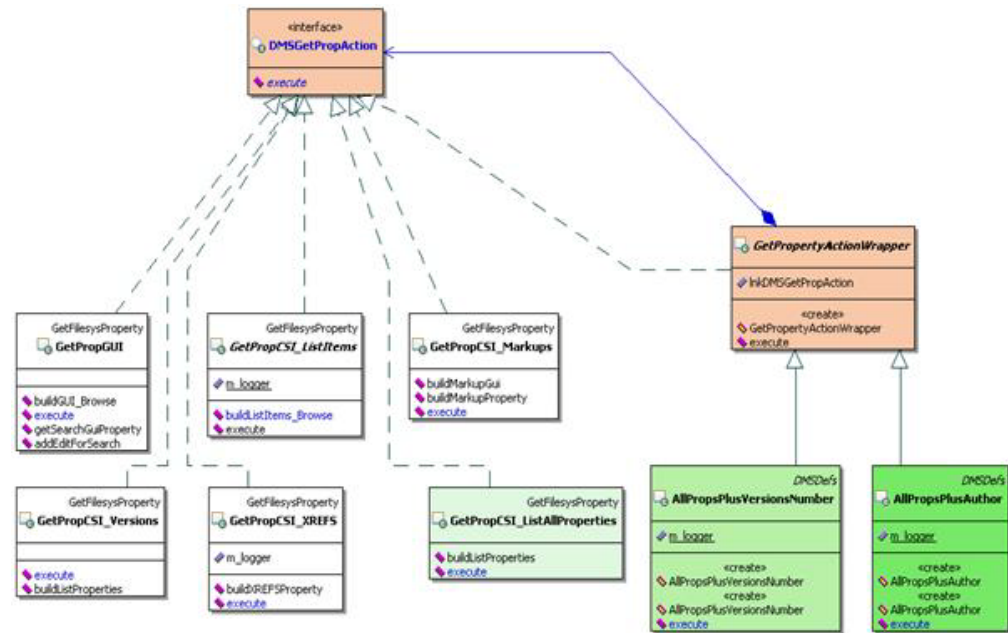 «interface»
DMSGetPropAction
execute
GetPropertyActionWrapper
lnkDMSGetPropAction
«create»
GetPropertyActionWrapper
execute
GetFilesysProperty
GetPropGUI
buildGUI_Browse
execute
getSearchGuiProperty
addEditForSearch
GetFilesysProperty
GetPropCSI_ListItems
m_logger
buildListItems_Browse
execute
GetFilesysProperty
GetPropCSI_Markups
buildMarkupGui
buildMarkupProperty
execute
GetFilesysProperty
GetPropCSI_Versions
execute
buildListProperties
GetFilesysProperty
GetPropCSI_XREFS
m_logger
buildXREFSProperty
execute
GetFilesysProperty
GetPropCSI_ListAllProperties
buildListProperties
execute
DMSDefs
AllPropsPlusVersionsNumber
m_logger
«create»
AllPropsPlusVersionsNumber
«create»
AllPropsPlusVersionsNumber
execute
DMSDefs
AllPropsPlusAuthor
m_logger
«create»
AllPropsPlusAuthor
«create»
AllPropsPlusAuthor
execute